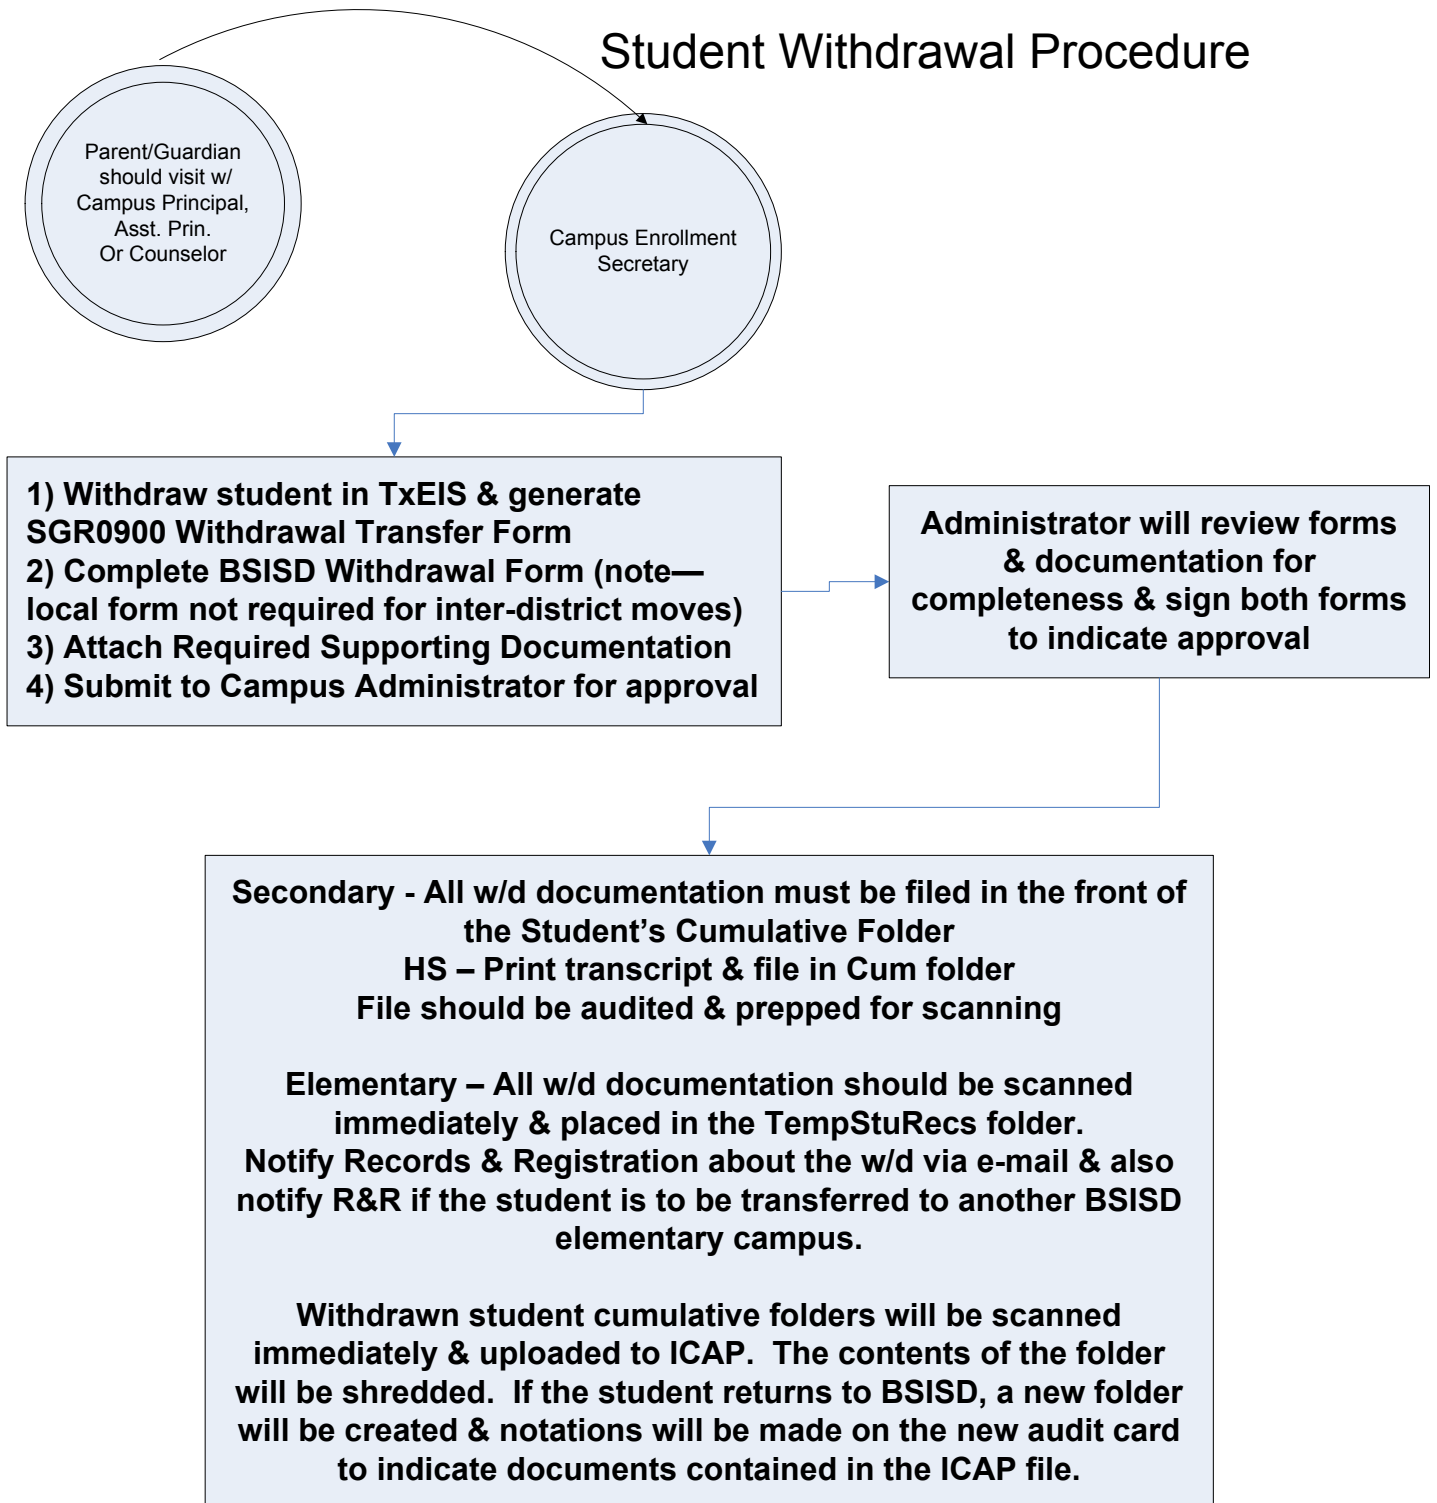 Student Withdrawal Procedure
Parent/Guardian
should visit w/
Campus Principal,
Asst. Prin.
Or Counselor
Campus Enrollment
Secretary
1) Withdraw student in TxEIS & generate
SGR0900 Withdrawal Transfer Form
2) Complete BSISD Withdrawal Form (note—
local form not required for inter-district moves)
3) Attach Required Supporting Documentation
4) Submit to Campus Administrator for approval
Administrator will review forms
& documentation for
completeness & sign both forms
to indicate approval
Secondary - All w/d documentation must be filed in the front of
the Student’s Cumulative Folder
HS – Print transcript & file in Cum folder
File should be audited & prepped for scanning
Elementary – All w/d documentation should be scanned
immediately & placed in the TempStuRecs folder.
Notify Records & Registration about the w/d via e-mail & also
notify R&R if the student is to be transferred to another BSISD
elementary campus.
Withdrawn student cumulative folders will be scanned
immediately & uploaded to ICAP.  The contents of the folder
will be shredded.  If the student returns to BSISD, a new folder
will be created & notations will be made on the new audit card
to indicate documents contained in the ICAP file.